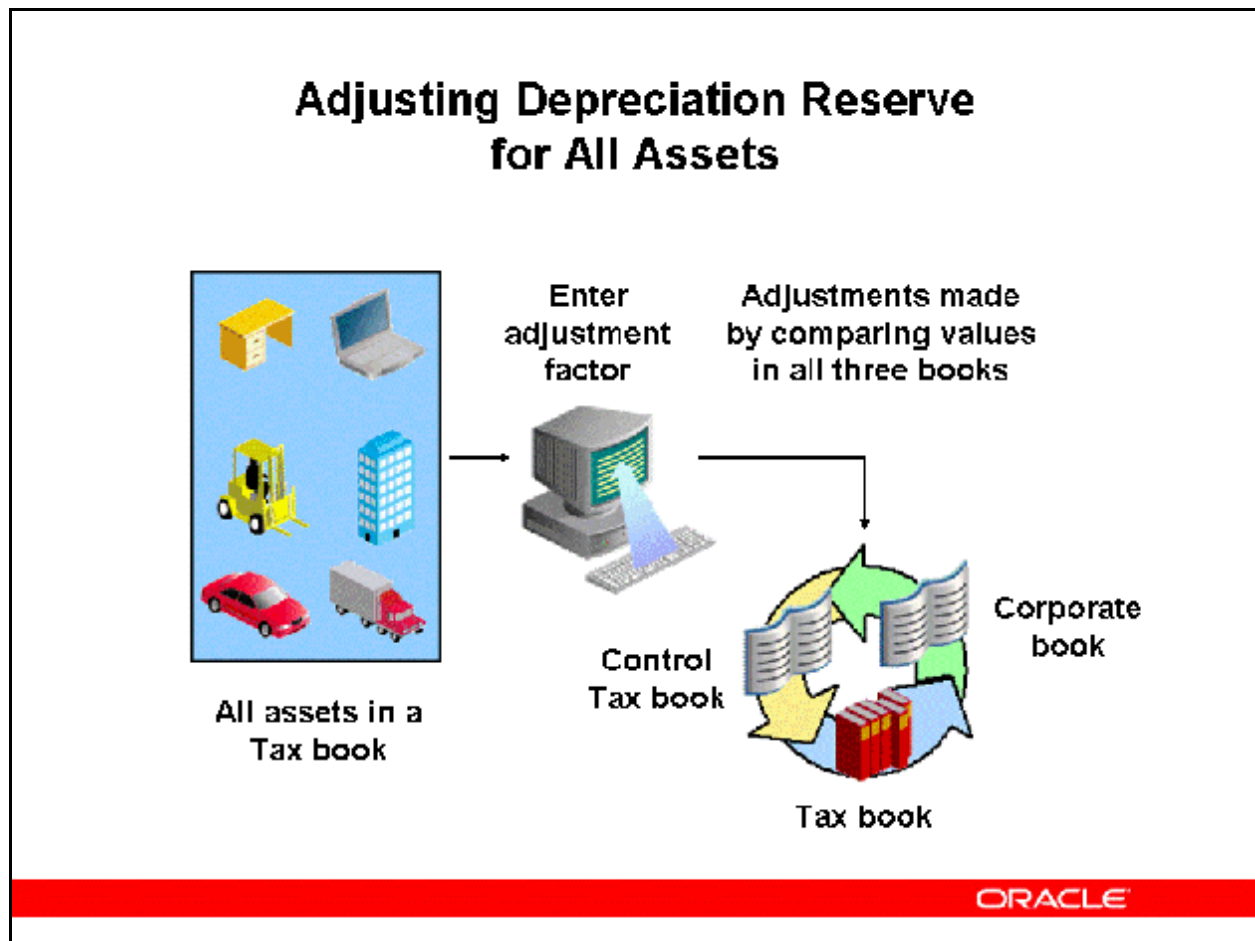 Adjusting Depreciation Reserve
for All Assets
Enter
adjustment
factor
Adjustments made
by comparing values
in all three books
Corporate
book
Control
Tax book
All assets in a
Tax book
Tax book
ORACLE